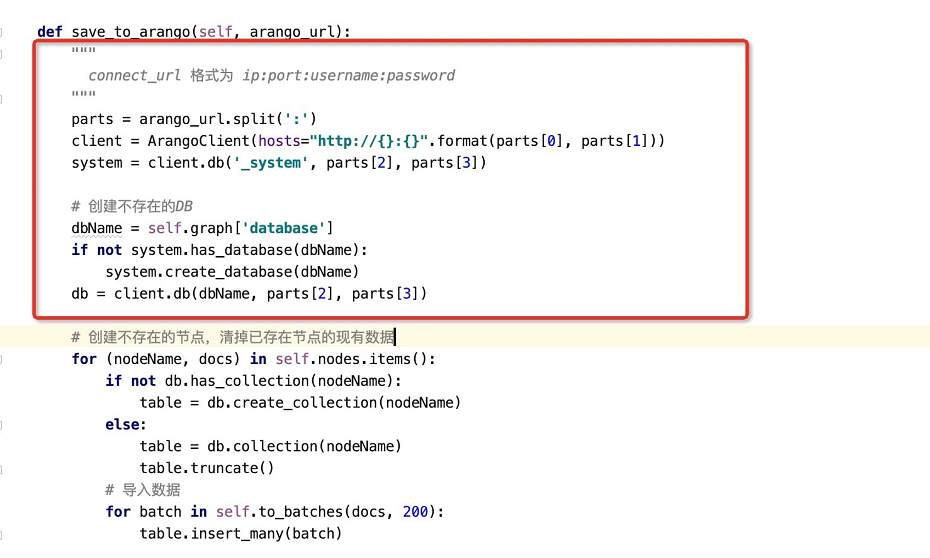 def save_to_arango(self, arango_url):
"""
connect_url 格式为 ip:port:username:password
"""
parts = arango_url.split(':')
client = ArangoClient(hosts="http://{}:{}".format(parts[0], parts[1]))
system = client.db('_system', parts[2], parts[3])
# 创建不存在的DB
dbName = self.graph['database']
if not system.has_database(dbName):
system.create_database(dbName)
db = client.db(dbName, parts[2], parts[3])
# 创建不存在的节点，清掉已存在节点的现有数据
for (nodeName, docs) in self.nodes.items():
if not db.has_collection(nodeName):
table = db.create_collection(nodeName)
else:
table = db.collection(nodeName)
table.truncate()
# 导入数据
for batch in self.to_batches(docs, 200):
table.insert_many(batch)